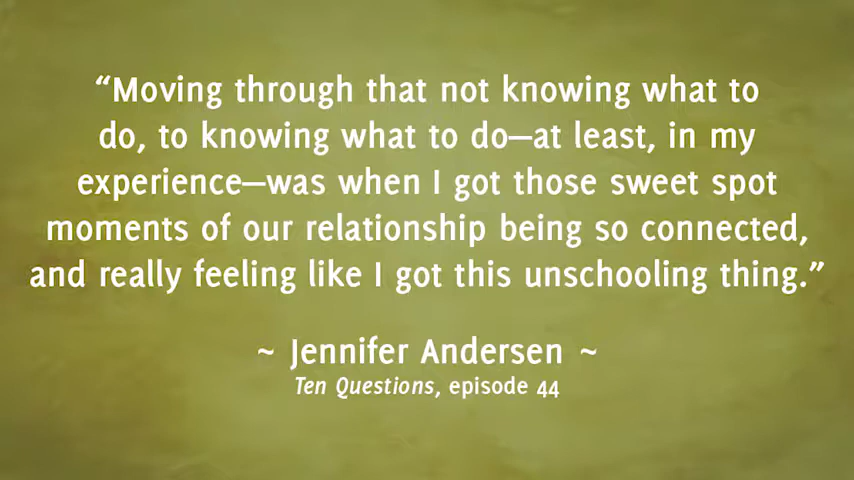 “Moving through that not knowing what to
do, to knowing what to do—at least, in my
experience—was when I got those sweet spot
moments of our relationship being so connected,
and really feeling like I got this unschooling thing.”
~ Jennifer Andersen ~
Ten Questions, episode 44